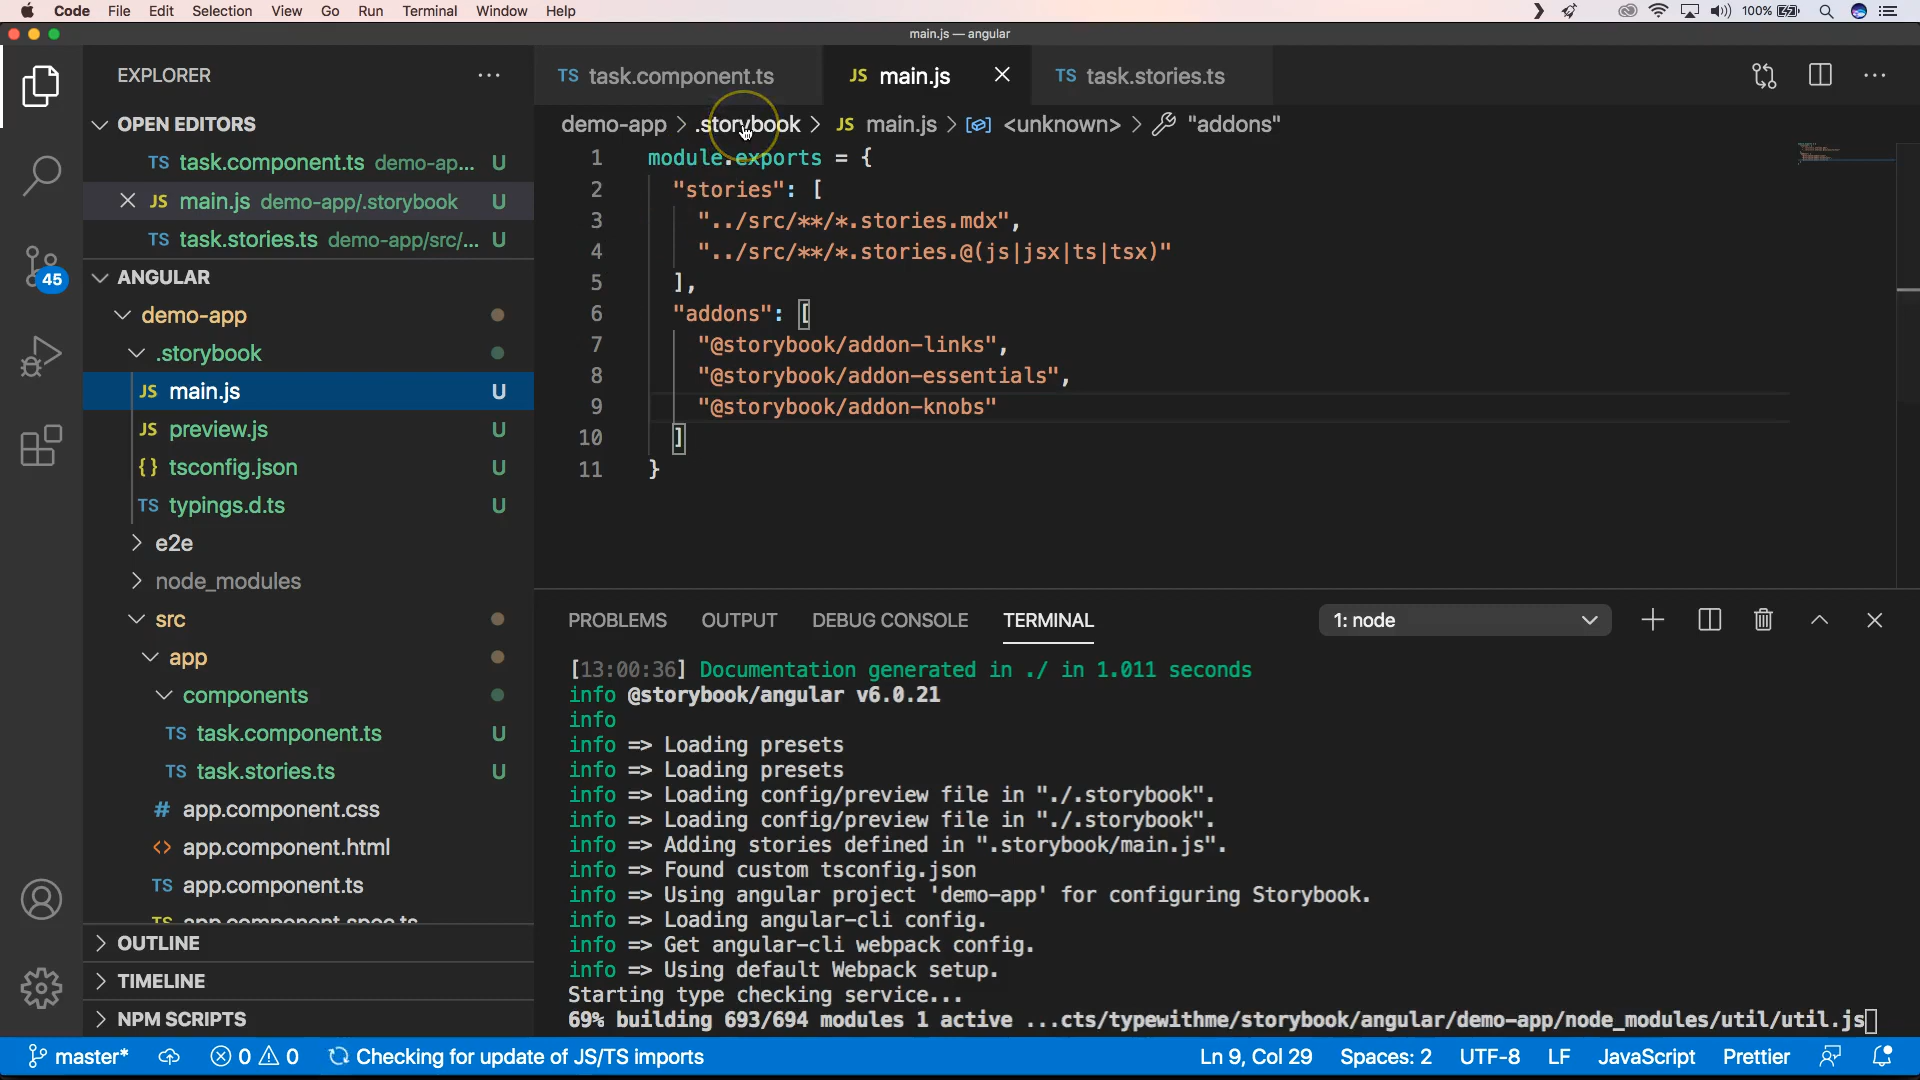 Code File Edit Selection View Go Run Terminal Window Help 100%
main.js — angular
EXPLORER
OPEN EDITORS
TS task.component.ts demo-ap... U
JS main.js demo-app/.storybook U
TS task.stories.ts demo-app/src/... U
45
ANGULAR
demo-app
.storybook
JS main.js U
JS preview.js U
{} tsconfig.json U
TS typings.d.ts U
e2e
node_modules
src
app
components
TS task.component.ts U
TS task.stories.ts U
# app.component.css
<> app.component.html
TS app.component.ts
TS app.component.spec.ts
OUTLINE
TIMELINE
NPM SCRIPTS
TS task.component.ts JS main.js TS task.stories.ts
demo-app > .storybook > JS main.js > <unknown> > "addons"
1 module.exports = {
2 "stories": [
3 "../src/**/*.stories.mdx",
4 "../src/**/*.stories.@(js|jsx|ts|tsx)"
5 ],
6 "addons": [
7 "@storybook/addon-links",
8 "@storybook/addon-essentials",
9 "@storybook/addon-knobs"
10 ]
11 }
PROBLEMS OUTPUT DEBUG CONSOLE TERMINAL 1: node
[13:00:36] Documentation generated in ./ in 1.011 seconds
info @storybook/angular v6.0.21
info
info => Loading presets
info => Loading presets
info => Loading config/preview file in "./.storybook".
info => Loading config/preview file in "./.storybook".
info => Adding stories defined in ".storybook/main.js".
info => Found custom tsconfig.json
info => Using angular project 'demo-app' for configuring Storybook.
info => Loading angular-cli config.
info => Get angular-cli webpack config.
info => Using default Webpack setup.
Starting type checking service...
69% building 693/694 modules 1 active ...cts/typewithme/storybook/angular/demo-app/node_modules/util/util.js
master* 0 0 Checking for update of JS/TS imports Ln 9, Col 29 Spaces: 2 UTF-8 LF JavaScript Prettier